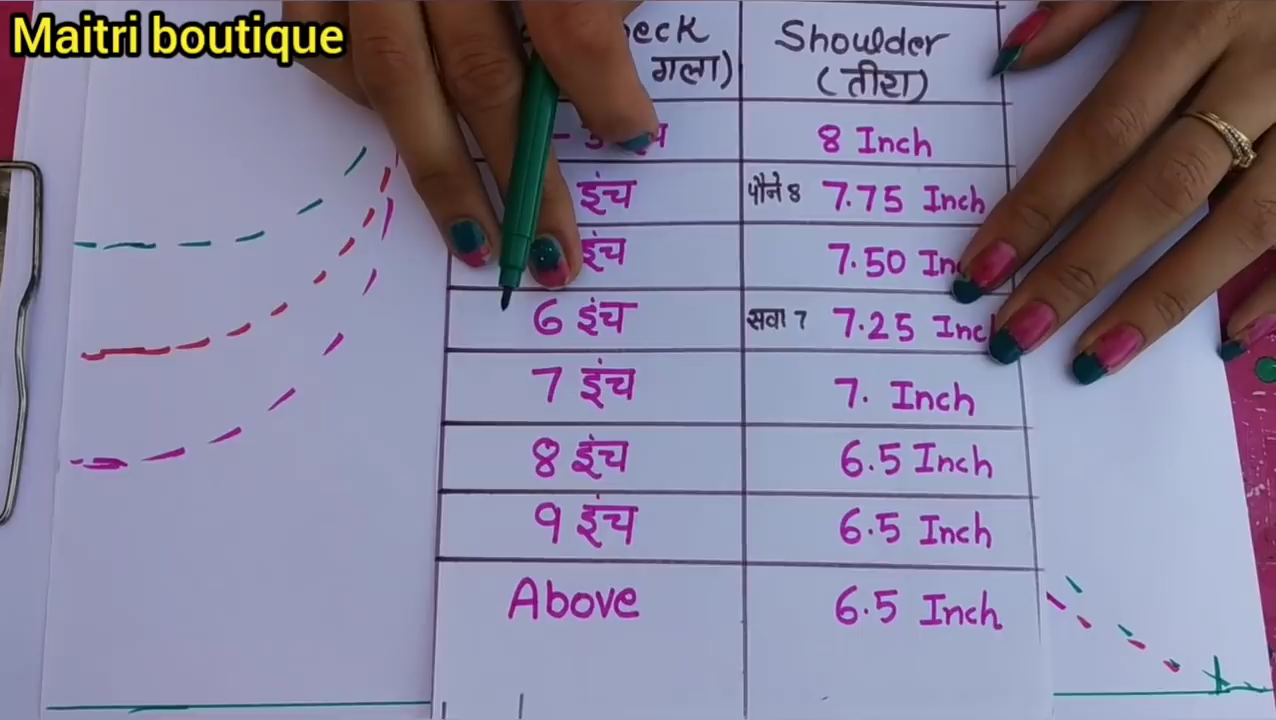 Maitri boutique
Shoulder
गला) (तीरा)
8 Inch
इंच पौने 8 7.75 Inch
इंच 7.50
6 इंच सवा 7 7.25
7 इंच 7. Inch
8 इंच 6.5 Inch
9 इंच 6.5 Inch
Above 6.5 Inch